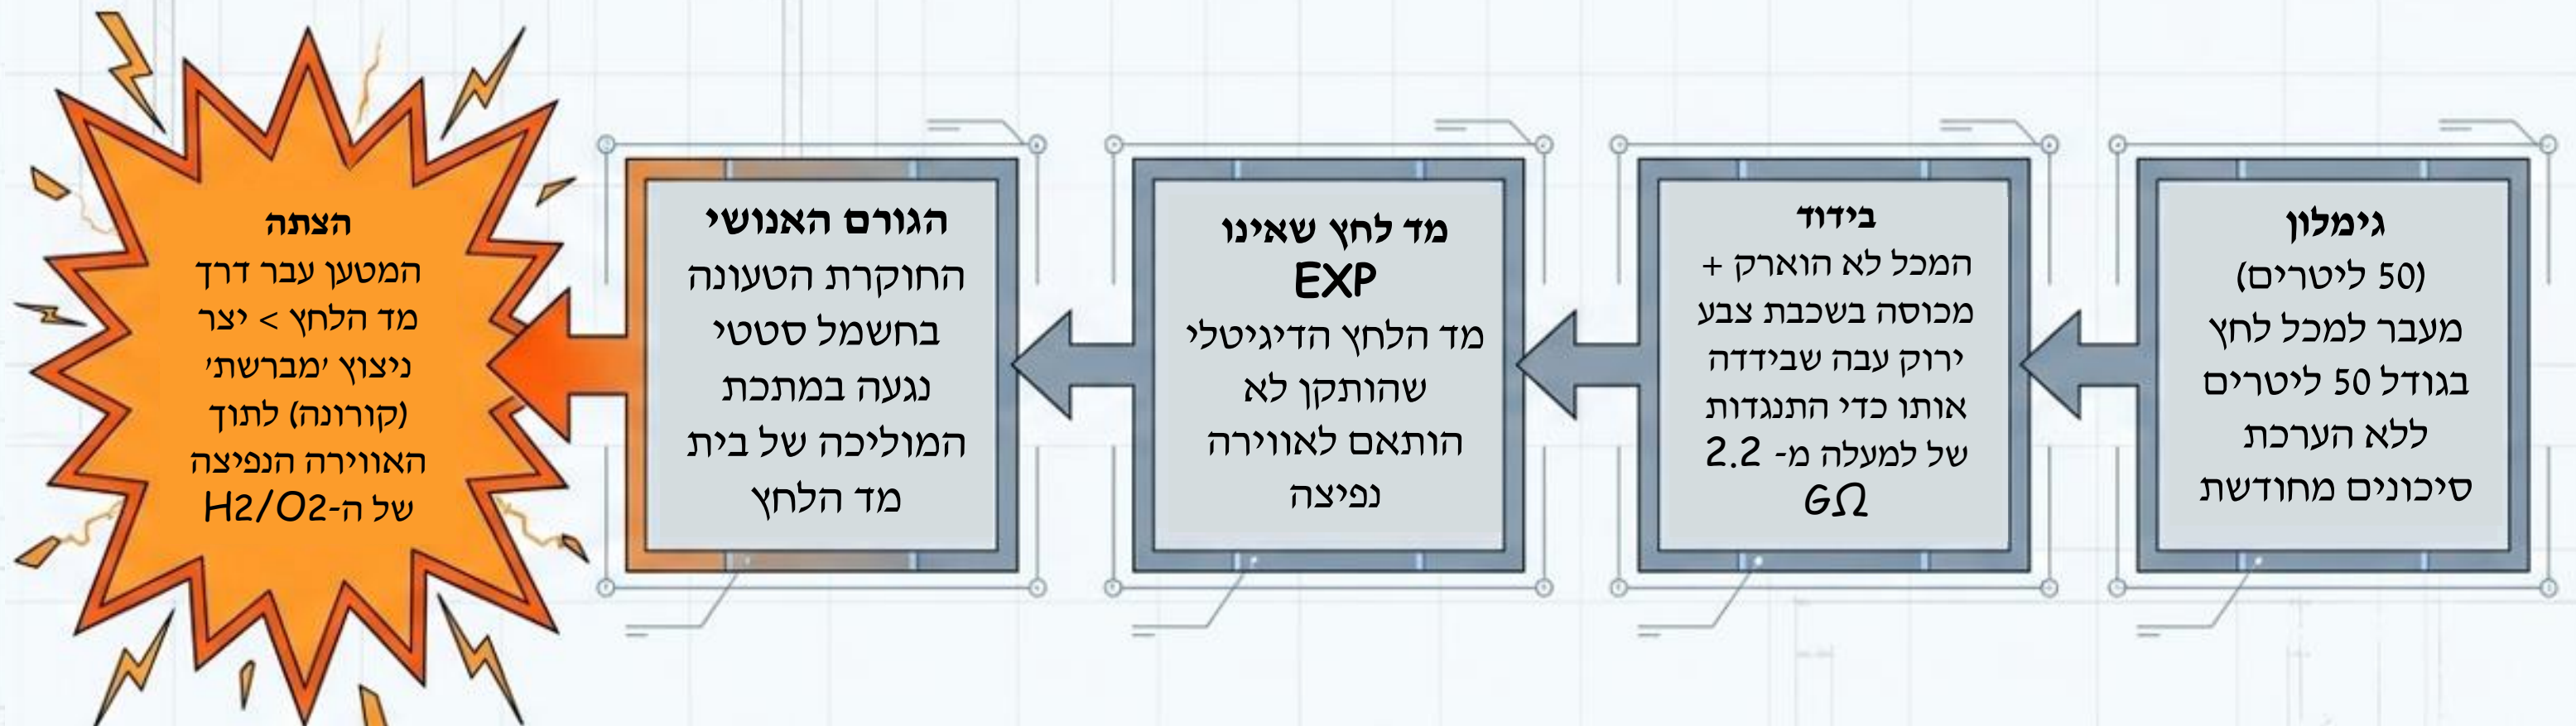 גימלון
(50 ליטרים)
מעבר למכל לחץ
בגודל 50 ליטרים
ללא הערכת
סיכונים מחודשת
בידוד
המכל לא הוארק +
מכוסה בשכבת צבע
ירוק עבה שבידדה
אותו כדי התנגדות
של למעלה מ- 2.2
GΩ
מד לחץ שאינו
EXP
מד הלחץ הדיגיטלי
שהותקן לא
הותאם לאווירה
נפיצה
הגורם האנושי
החוקרת הטעונה
בחשמל סטטי
נגעה במתכת
המוליכה של בית
מד הלחץ
הצתה
המטען עבר דרך
מד הלחץ > יצר
ניצוץ 'מברשת'
(קורונה) לתוך
האווירה הנפיצה
של ה-H2/O2